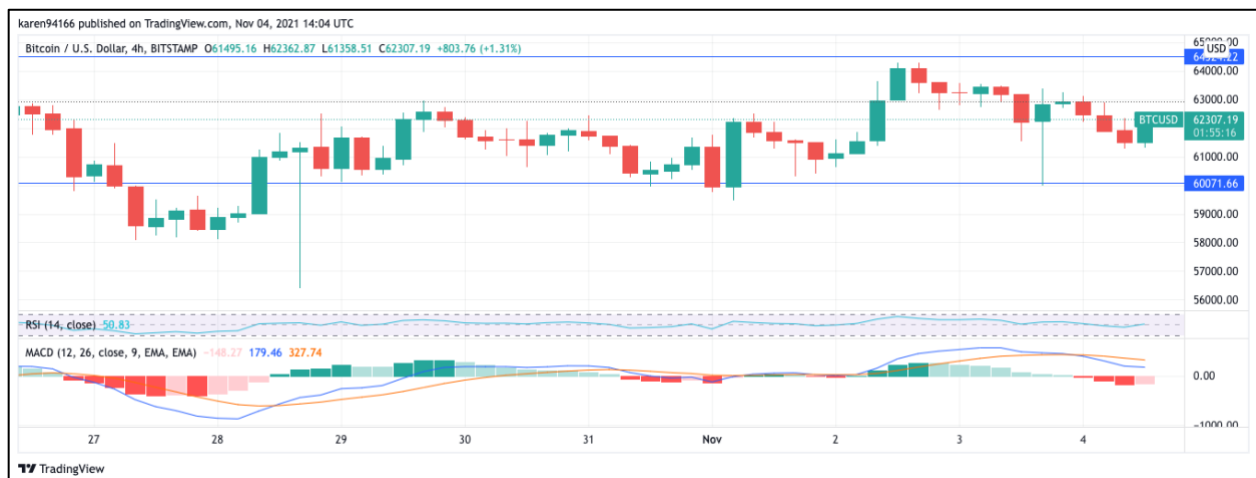 karen94166 published on TradingView.com, Nov 04, 2021 14:04 UTC
Bitcoin / U.S. Dollar, 4h, BITSTAMP O61495.16 H62362.87 L61358.51 C62307.19 +803.76 (+1.31%)
USD
64000.00
63000.00
BTCUSD 62307.19
01:55:16
61000.00
60071.66
59000.00
58000.00
57000.00
56000.00
RSI (14, close) 50.83
MACD (12, 26, close, 9, EMA, EMA) -148.27 179.46 327.74
0.00
-1000.00
27 28 29 30 31 Nov 2 3 4
TradingView